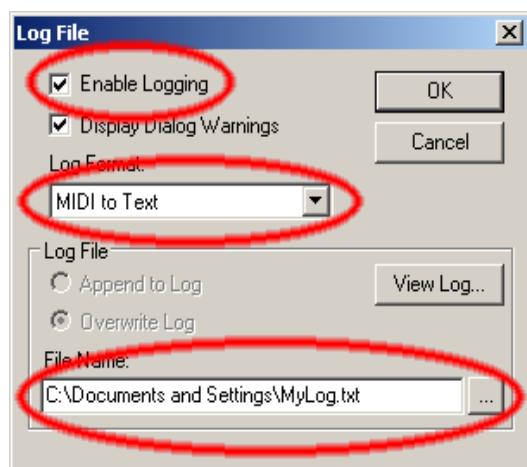 Log File
Enable Logging
OK
Display Dialog Warnings
Cancel
Log Format:
MIDI to Text
Log File
Append to Log
View Log...
Overwrite Log
File Name:
C:\Documents and Settings\MyLog.txt
...